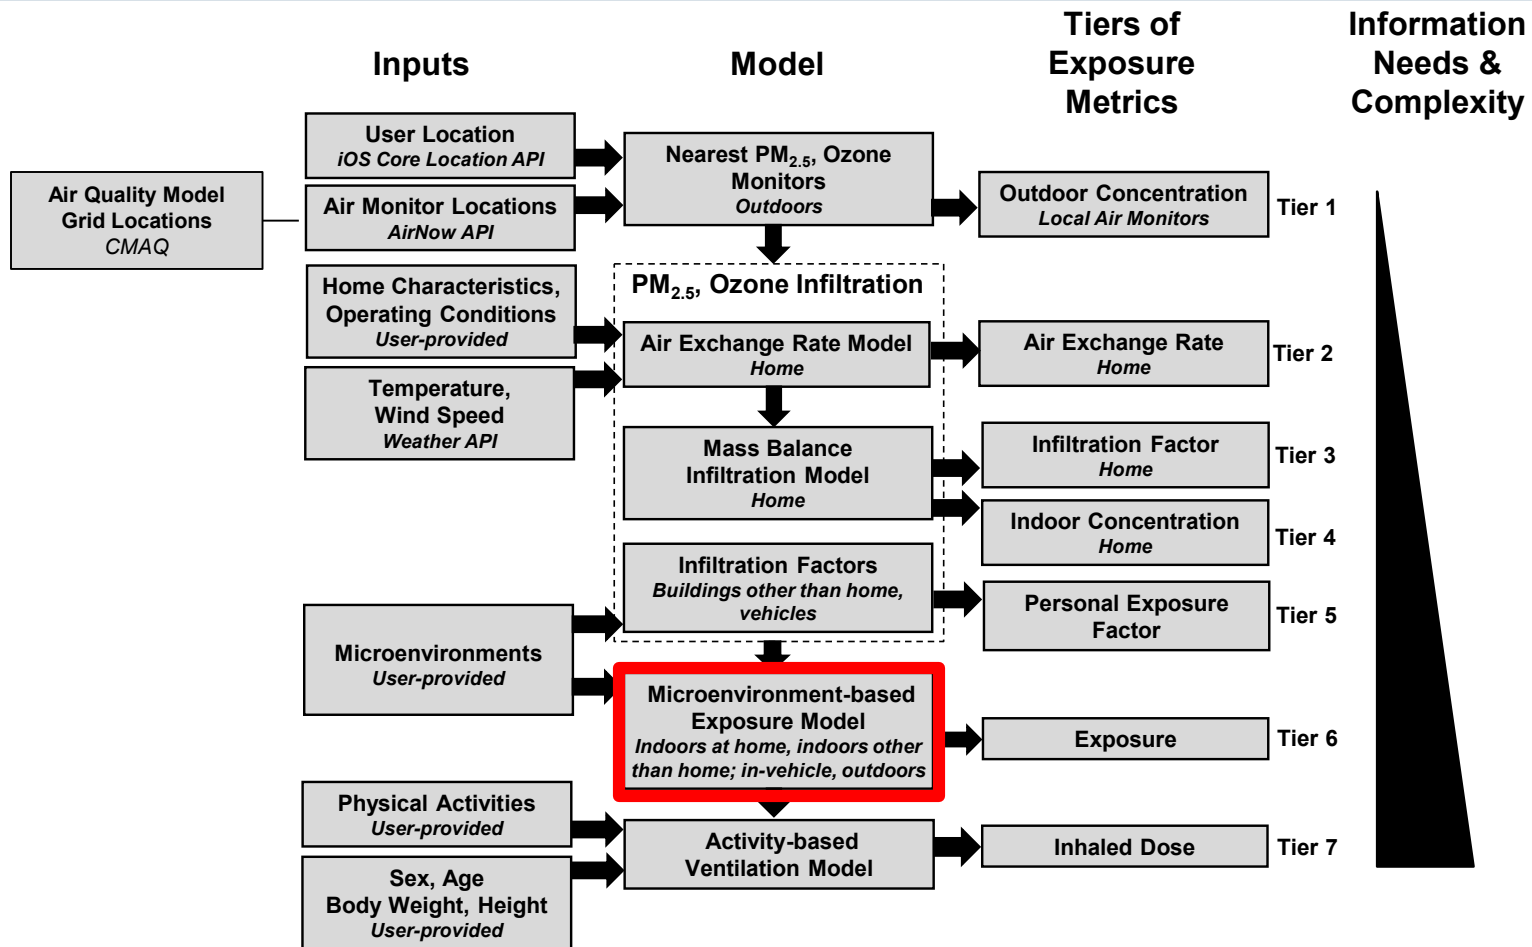 Inputs
Model
Tiers of
Exposure
Metrics
Information
Needs &
Complexity
Air Quality Model
Grid Locations
CMAQ
User Location
iOS Core Location API
Air Monitor Locations
AirNow API
Nearest PM2.5, Ozone
Monitors
Outdoors
Outdoor Concentration
Local Air Monitors
Tier 1
Home Characteristics,
Operating Conditions
User-provided
Temperature,
Wind Speed
Weather API
PM2.5, Ozone Infiltration
Air Exchange Rate Model
Home
Air Exchange Rate
Home
Tier 2
Mass Balance
Infiltration Model
Home
Infiltration Factor
Home
Tier 3
Indoor Concentration
Home
Tier 4
Infiltration Factors
Buildings other than home,
vehicles
Personal Exposure
Factor
Tier 5
Microenvironments
User-provided
Microenvironment-based
Exposure Model
Indoors at home, indoors other
than home; in-vehicle, outdoors
Exposure
Tier 6
Physical Activities
User-provided
Sex, Age
Body Weight, Height
User-provided
Activity-based
Ventilation Model
Inhaled Dose
Tier 7